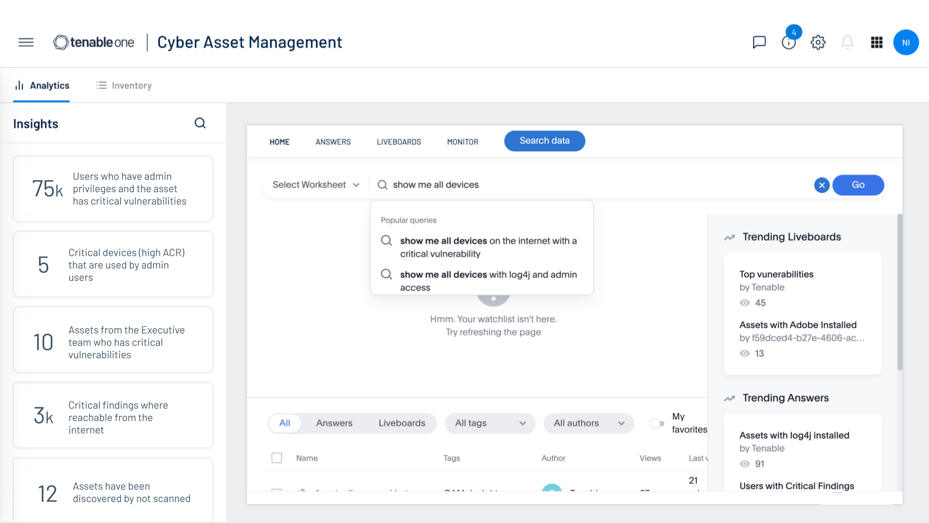 tenable one
Cyber Asset Management
4
NI
Analytics
Inventory
Insights
75k
Users who have admin
privileges and the asset
has critical vulnerabilities
5
Critical devices (high ACR)
that are used by admin
users
10
Assets from the Executive
team who has critical
vulnerabilities
3k
Critical findings where
reachable from the
internet
12
Assets have been
discovered by not scanned
HOME
ANSWERS
LIVEBOARDS
MONITOR
Search data
Select Worksheet
show me all devices
Go
Popular queries
show me all devices on the internet with a
critical vulnerability
show me all devices with log4j and admin
access
Hmm. Your watchlist isn't here.
Try refreshing the page
Trending Liveboards
Top vunerabilities
by Tenable
45
Assets with Adobe Installed
by f59dced4-b27e-4606-ac...
13
Trending Answers
Assets with log4j installed
by Tenable
91
Users with Critical Findings
All
Answers
Liveboards
All tags
All authors
My
favorites
Name
Tags
Author
Views
Last v
21